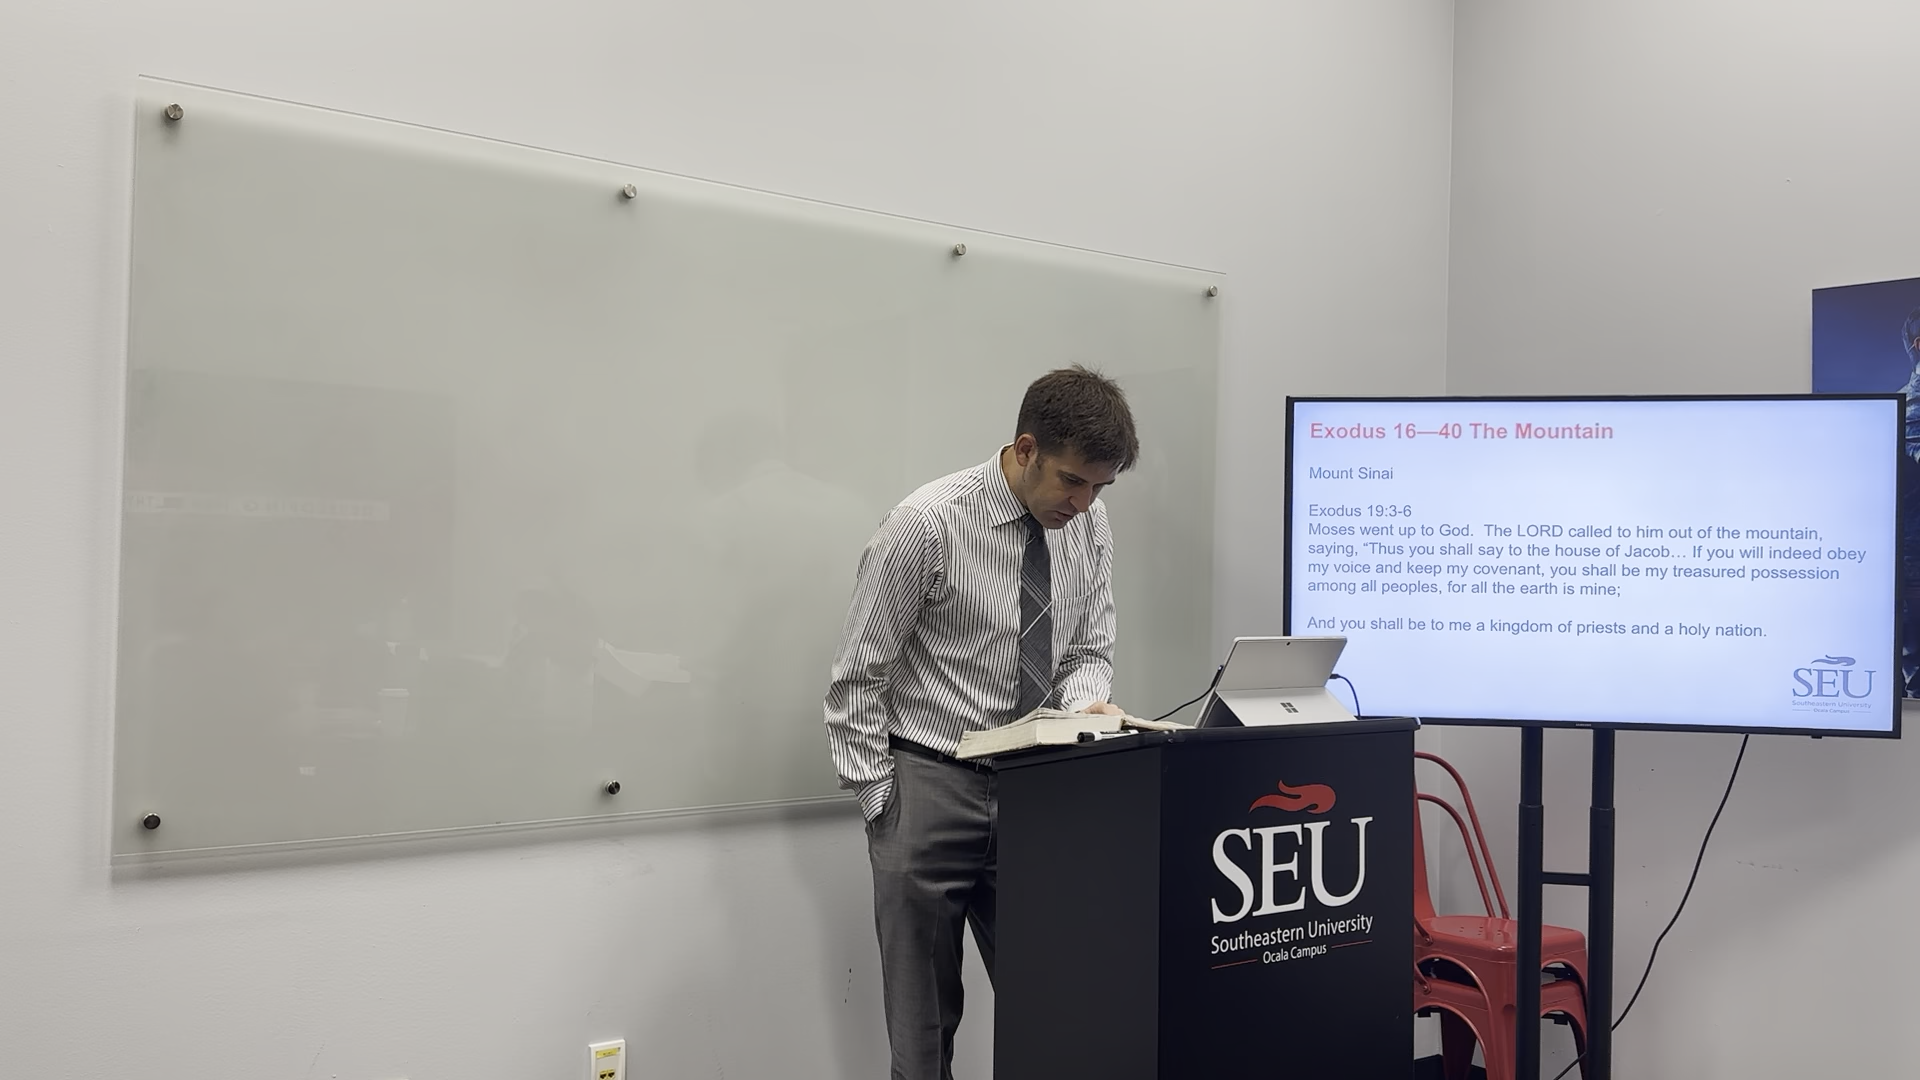 Exodus 16—40 The Mountain
Mount Sinai
Exodus 19:3-6
Moses went up to God.  The LORD called to him out of the mountain,
saying, “Thus you shall say to the house of Jacob… If you will indeed obey
my voice and keep my covenant, you shall be my treasured possession
among all peoples, for all the earth is mine;
And you shall be to me a kingdom of priests and a holy nation.
SEU
Southeastern University
Ocala Campus
SEU
Southeastern University
Ocala Campus